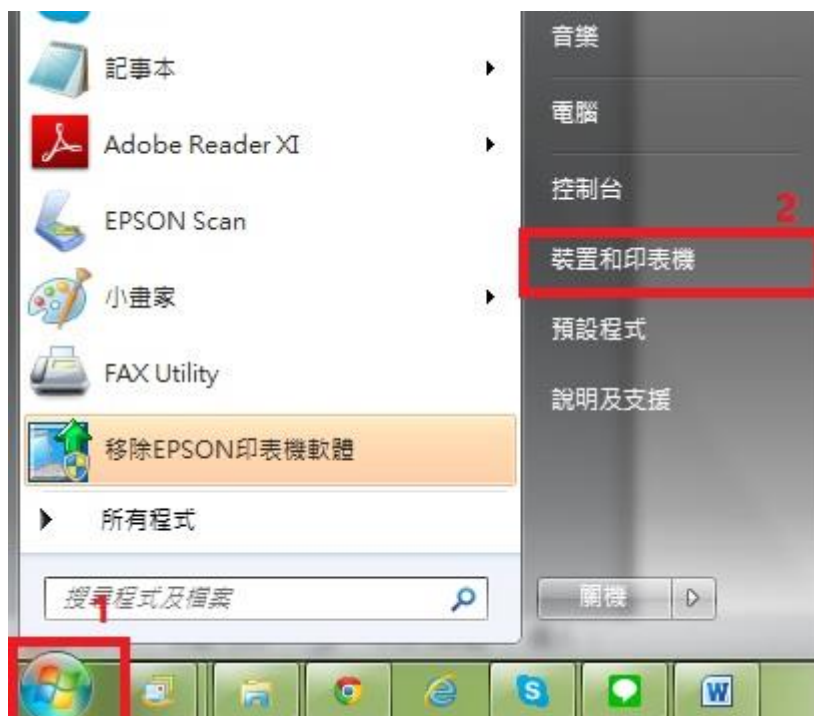 記事本
Adobe Reader XI
EPSON Scan
小畫家
FAX Utility
移除EPSON印表機軟體
所有程式
搜尋程式及檔案
1
音樂
電腦
控制台
2
裝置和印表機
預設程式
說明及支援
關機